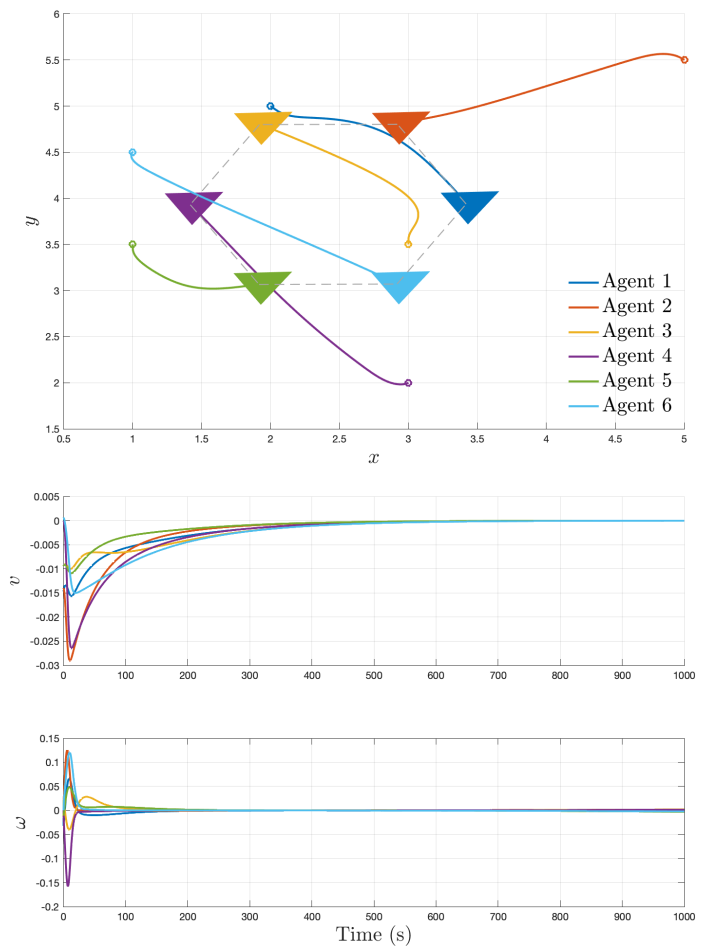 6
5.5
5
4.5
4
3.5
3
2.5
2
1.5
y
Agent 1
Agent 2
Agent 3
Agent 4
Agent 5
Agent 6
0.5 1 1.5 2 2.5 3 3.5 4 4.5 5
x
0.005
0
-0.005
-0.01
-0.015
-0.02
-0.025
-0.03
v
0 100 200 300 400 500 600 700 800 900 1000
0.15
0.1
0.05
0
-0.05
-0.1
-0.15
-0.2
ω
0 100 200 300 400 500 600 700 800 900 1000
Time (s)